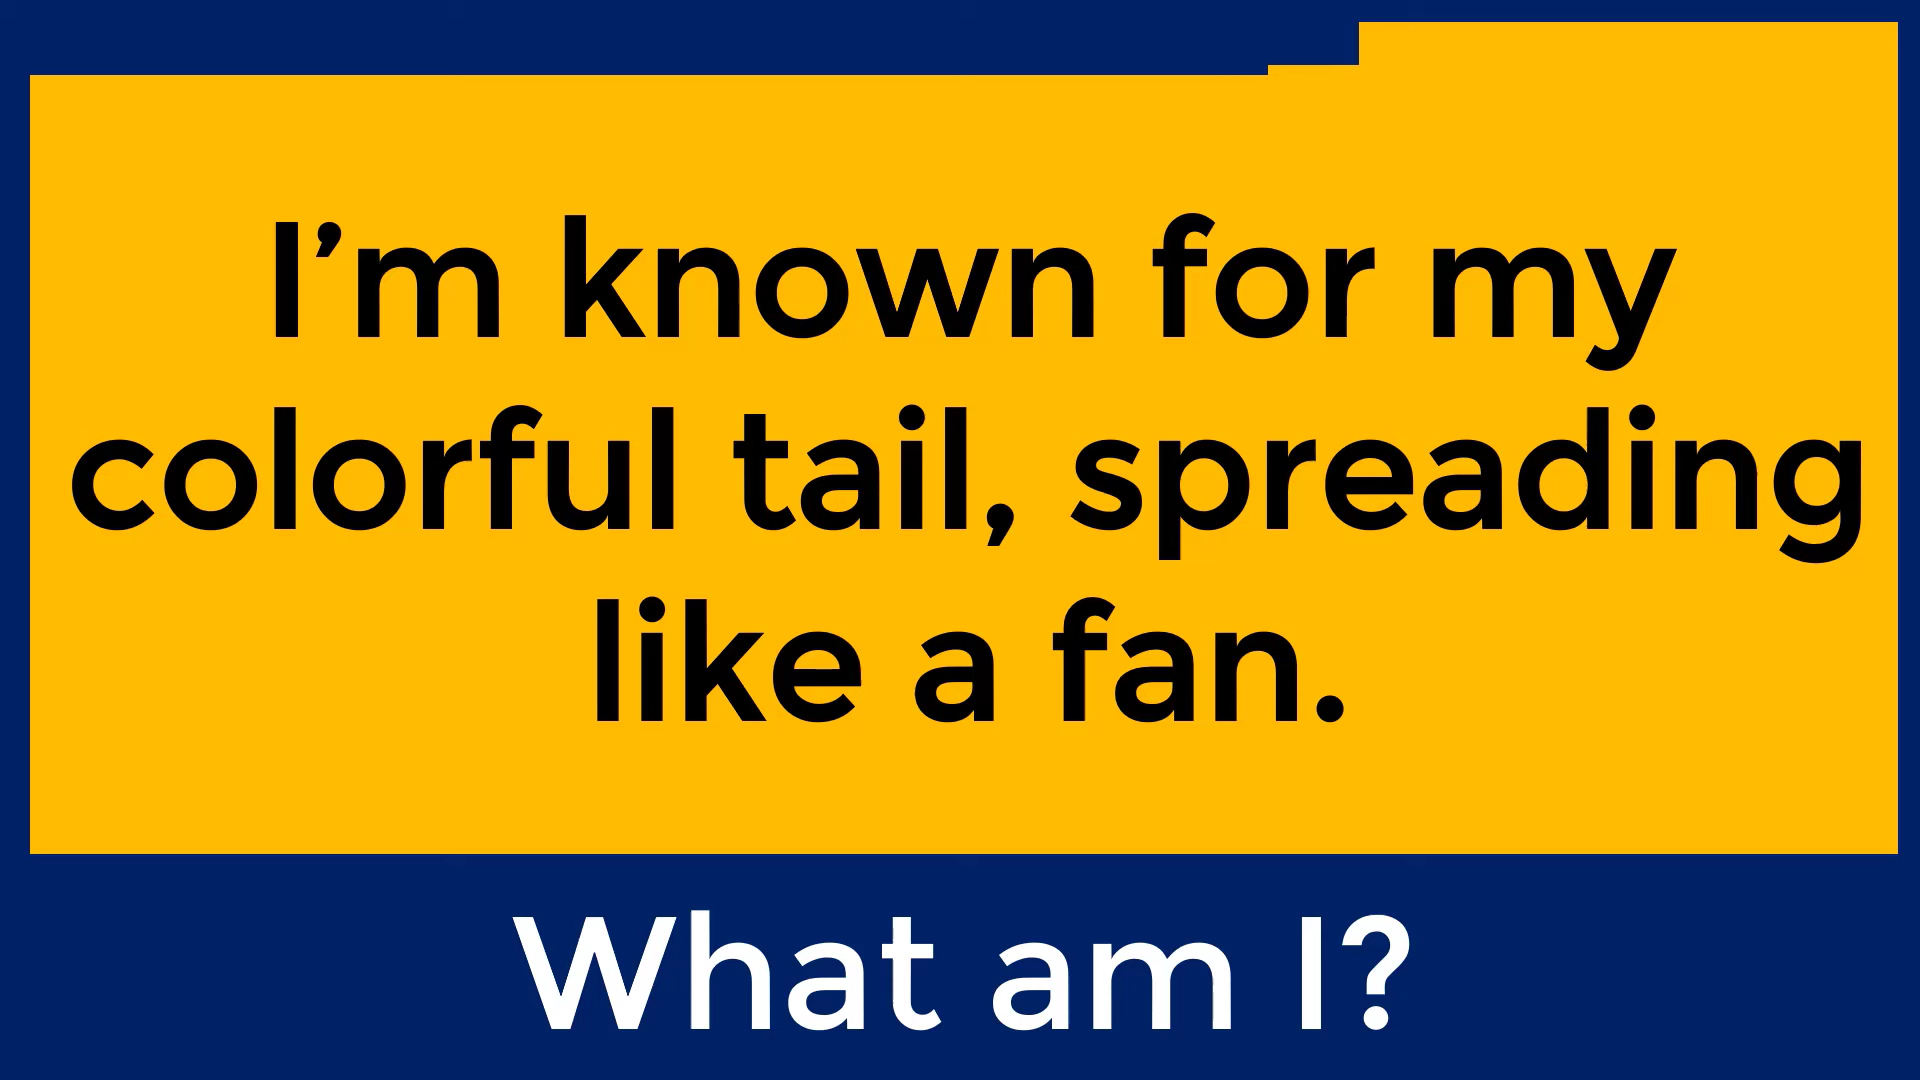 I’m known for my
colorful tail, spreading
like a fan.
What am I?